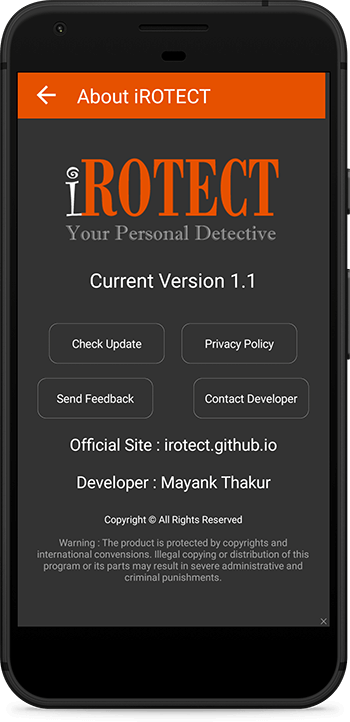 About iROTECT
iROTECT
Your Personal Detective
Current Version 1.1
Check Update
Privacy Policy
Send Feedback
Contact Developer
Official Site : irotect.github.io
Developer : Mayank Thakur
Copyright © All Rights Reserved
Warning : The product is protected by copyrights and
international convensions. Illegal copying or distribution of this
program or its parts may result in severe administrative and
criminal punishments.